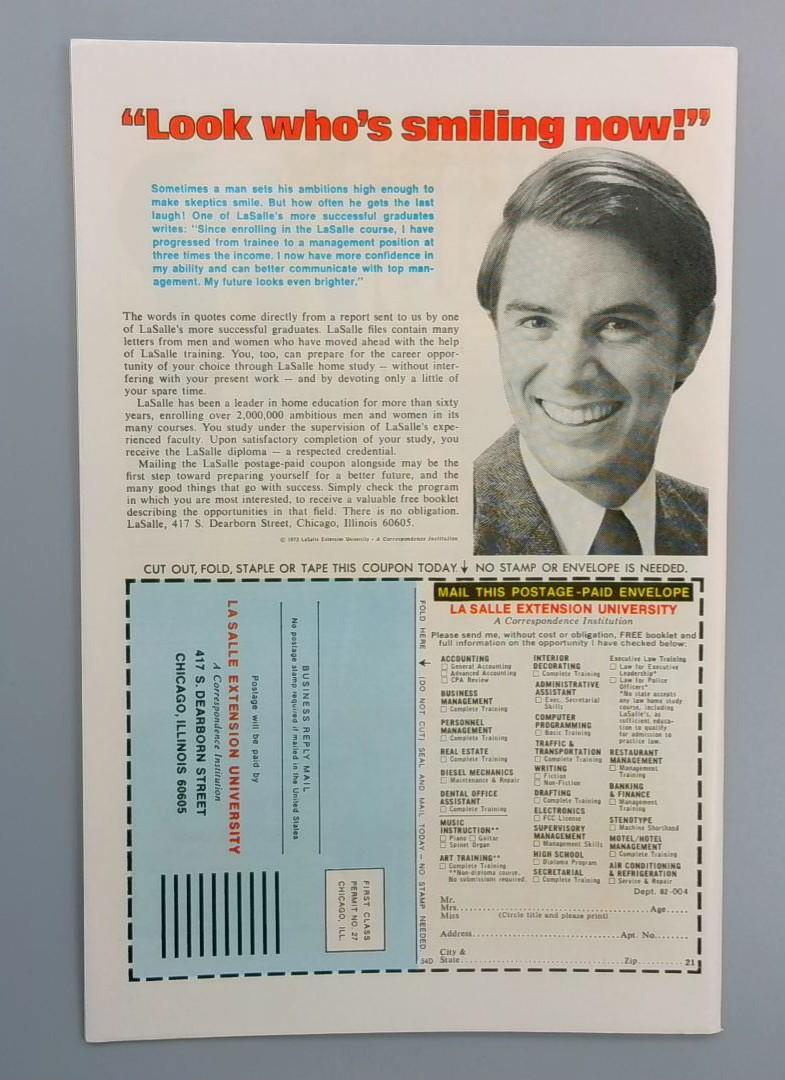 “Look who’s smiling now!”
Sometimes a man sets his ambitions high enough to
make skeptics smile. But how often he gets the last
laugh! One of LaSalle's more successful graduates
writes: "Since enrolling in the LaSalle course, I have
progressed from trainee to a management position at
three times the income. I now have more confidence in
my ability and can better communicate with top man-
agement. My future looks even brighter."
The words in quotes come directly from a report sent to us by one
of LaSalle's more successful graduates. LaSalle files contain many
letters from men and women who have moved ahead with the help
of LaSalle training. You, too, can prepare for the career oppor-
tunity of your choice through LaSalle home study — without inter-
fering with your present work — and by devoting only a little of
your spare time.
LaSalle has been a leader in home education for more than sixty
years, enrolling over 2,000,000 ambitious men and women in its
many courses. You study under the supervision of LaSalle's expe-
rienced faculty. Upon satisfactory completion of your study, you
receive the LaSalle diploma — a respected credential.
Mailing the LaSalle postage-paid coupon alongside may be the
first step toward preparing yourself for a better future, and the
many good things that go with success. Simply check the program
in which you are most interested, to receive a valuable free booklet
describing the opportunities in that field. There is no obligation.
LaSalle, 417 S. Dearborn Street, Chicago, Illinois 60605.
© 1973 LaSalle Extension University • A Correspondence Institution
CUT OUT, FOLD, STAPLE OR TAPE THIS COUPON TODAY. NO STAMP OR ENVELOPE IS NEEDED.
FIRST CLASS
PERMIT NO. 27
CHICAGO, ILL.
BUSINESS REPLY MAIL
No postage stamp required if mailed in the United States
Postage will be paid by
LASALLE EXTENSION UNIVERSITY
A Correspondence Institution
417 S. DEARBORN STREET
CHICAGO, ILLINOIS 60605
FOLD HERE (DO NOT CUT) SEAL AND MAIL TODAY — NO STAMP NEEDED.
MAIL THIS POSTAGE-PAID ENVELOPE
LA SALLE EXTENSION UNIVERSITY
A Correspondence Institution
Please send me, without cost or obligation, FREE booklet and
full information on the opportunity I have checked below:
ACCOUNTING
General Accounting
Advanced Accounting
CPA Review
BUSINESS
MANAGEMENT
Complete Training
PERSONNEL
MANAGEMENT
Complete Training
REAL ESTATE
Complete Training
DIESEL MECHANICS
Maintenance & Repair
DENTAL OFFICE
ASSISTANT
Complete Training
MUSIC
INSTRUCTION**
Piano Guitar
Spinet Organ
ART TRAINING**
Complete Training
**Non-diploma course.
No submissions required.
INTERIOR
DECORATING
Complete Training
ADMINISTRATIVE
ASSISTANT
Exec. Secretarial
Skills
COMPUTER
PROGRAMMING
Basic Training
TRAFFIC &
TRANSPORTATION
Complete Training
WRITING
Fiction
Non-Fiction
DRAFTING
Complete Training
ELECTRONICS
FCC License
SUPERVISORY
MANAGEMENT
Management Skills
HIGH SCHOOL
Diploma Program
SECRETARIAL
Complete Training
Executive Law Training
Law for Executive
Leadership*
Law for Police
Officers*
*No state accepts
any law home study
course, including
LaSalle's, as
sufficient educa-
tion to qualify
for admission to
practice law.
RESTAURANT
MANAGEMENT
Management
Training
BANKING
& FINANCE
Management
Training
STENOTYPE
Machine Shorthand
MOTEL/HOTEL
MANAGEMENT
Complete Training
AIR CONDITIONING
& REFRIGERATION
Service & Repair
Dept. 82-004
Mr.
Mrs. Age
Miss (Circle title and please print)
Address Apt. No.
City &
State Zip 21
54D